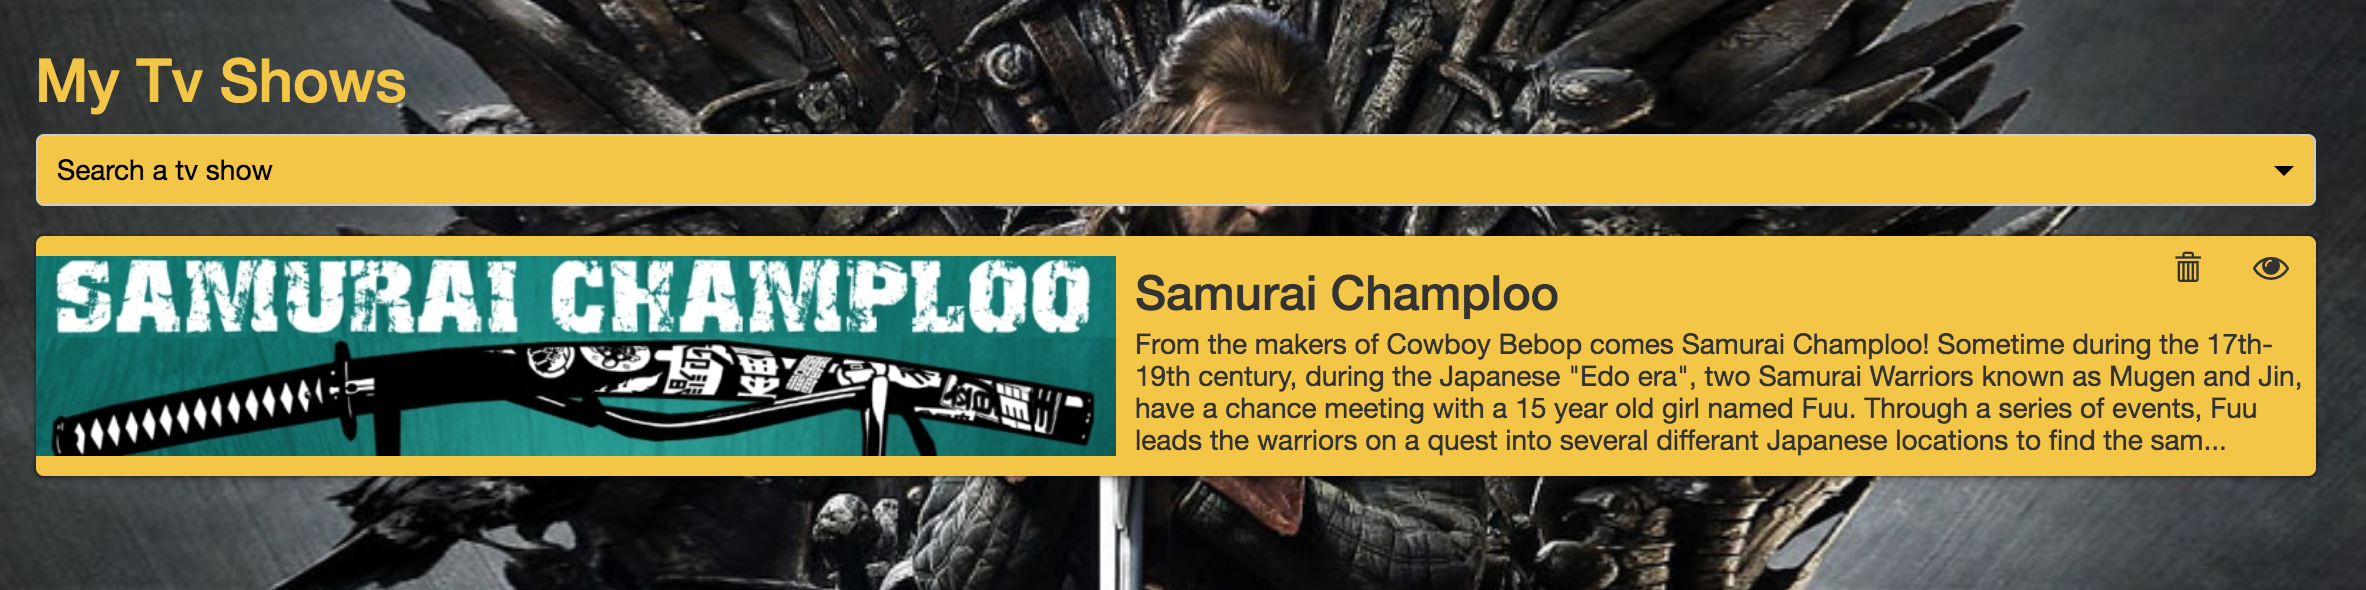 My Tv Shows
Search a tv show
SAMURAI CHAMPLOO
Samurai Champloo
From the makers of Cowboy Bebop comes Samurai Champloo! Sometime during the 17th-
19th century, during the Japanese "Edo era", two Samurai Warriors known as Mugen and Jin,
have a chance meeting with a 15 year old girl named Fuu. Through a series of events, Fuu
leads the warriors on a quest into several differant Japanese locations to find the sam...